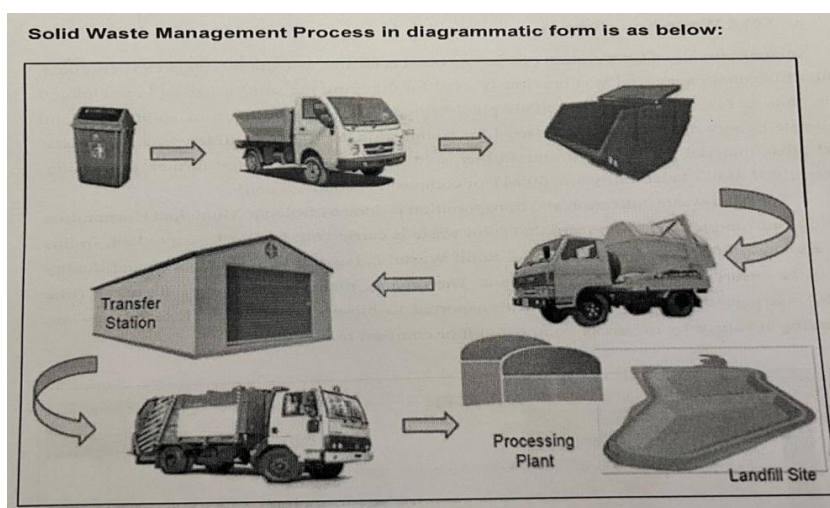 Solid Waste Management Process in diagrammatic form is as below:
Transfer
Station
Processing
Plant
Landfill Site